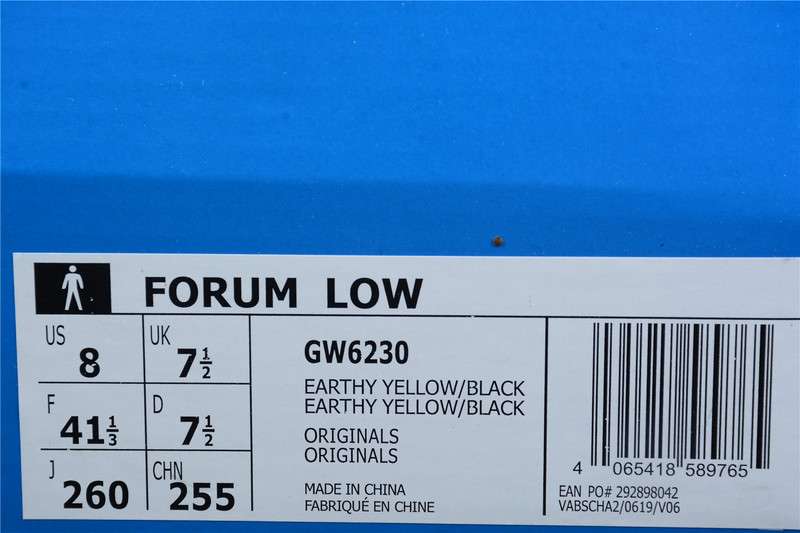 FORUM LOW
US 8
UK 7 1/2
F 41 1/3
D 7 1/2
J 260
CHN 255
GW6230
EARTHY YELLOW/BLACK
EARTHY YELLOW/BLACK
ORIGINALS
ORIGINALS
MADE IN CHINA
FABRIQUÉ EN CHINE
4 065418 589765
EAN PO# 292898042
VABSCHA2/0619/V06